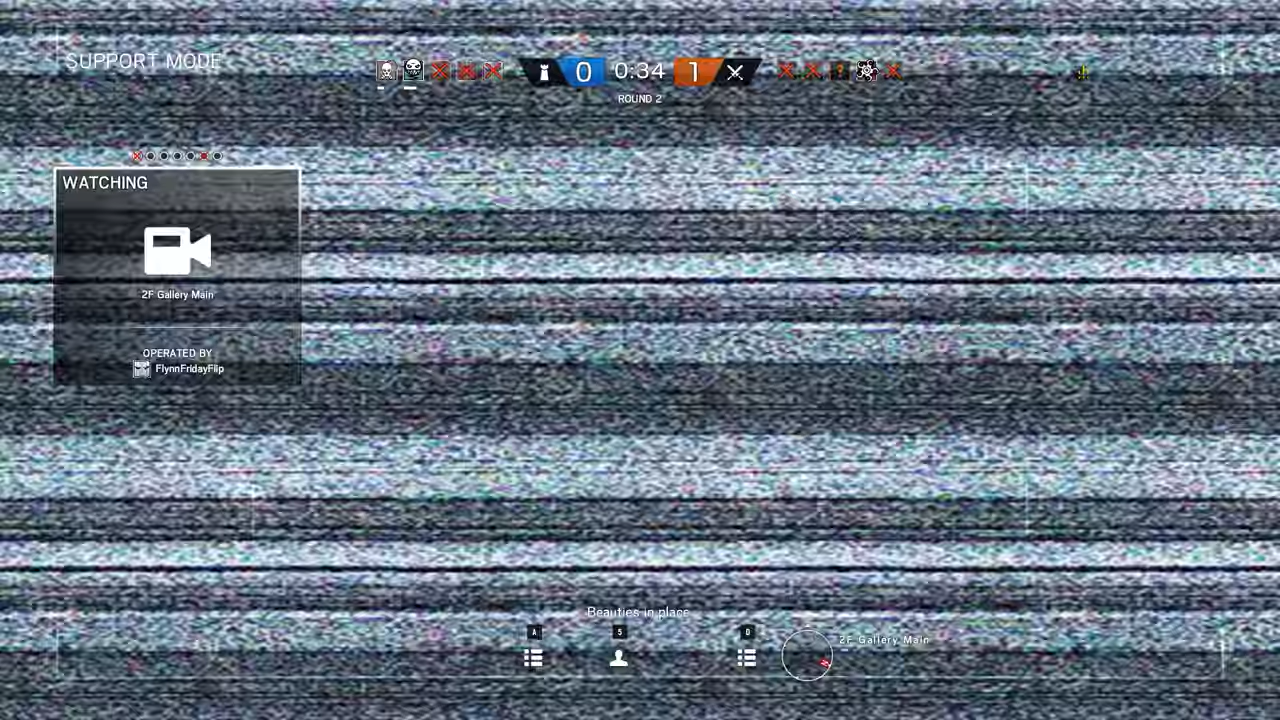 SUPPORT MODE
0 0:34 1
ROUND 2
WATCHING
2F Gallery Main
OPERATED BY
FlynnFridayFlip
Beauties in place
A S D
2F Gallery Main